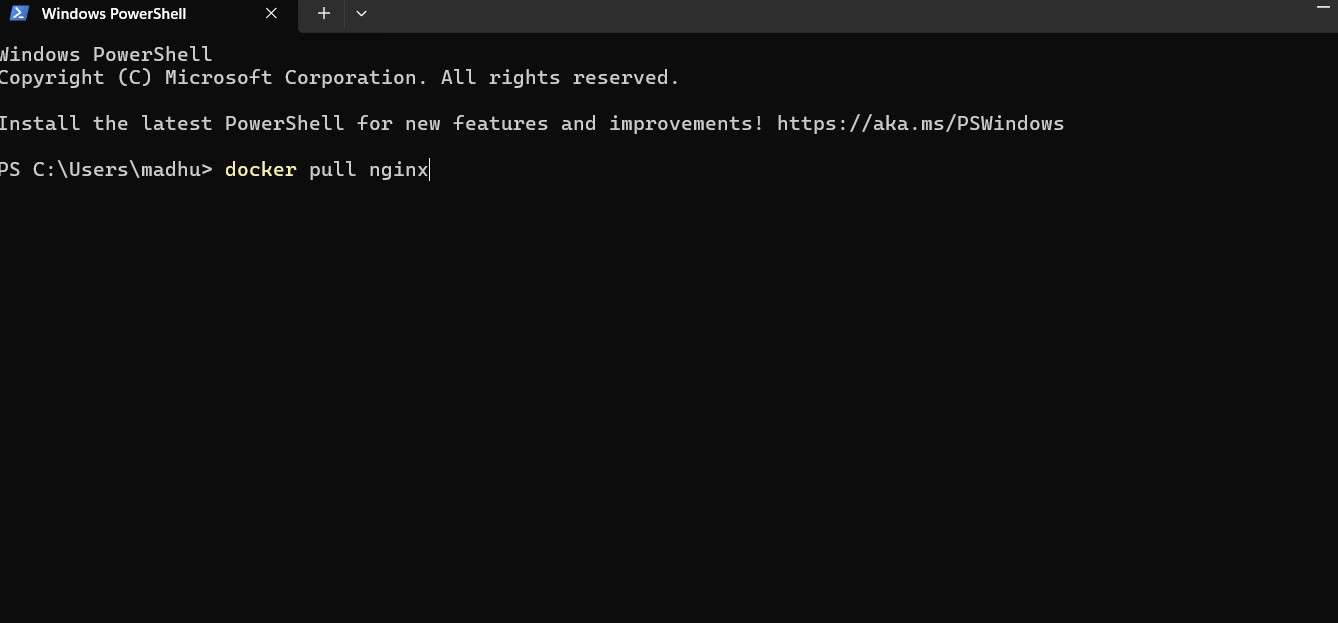 Windows PowerShell
Windows PowerShell
Copyright (C) Microsoft Corporation. All rights reserved.
Install the latest PowerShell for new features and improvements! https://aka.ms/PSWindows
PS C:\Users\madhu> docker pull nginx